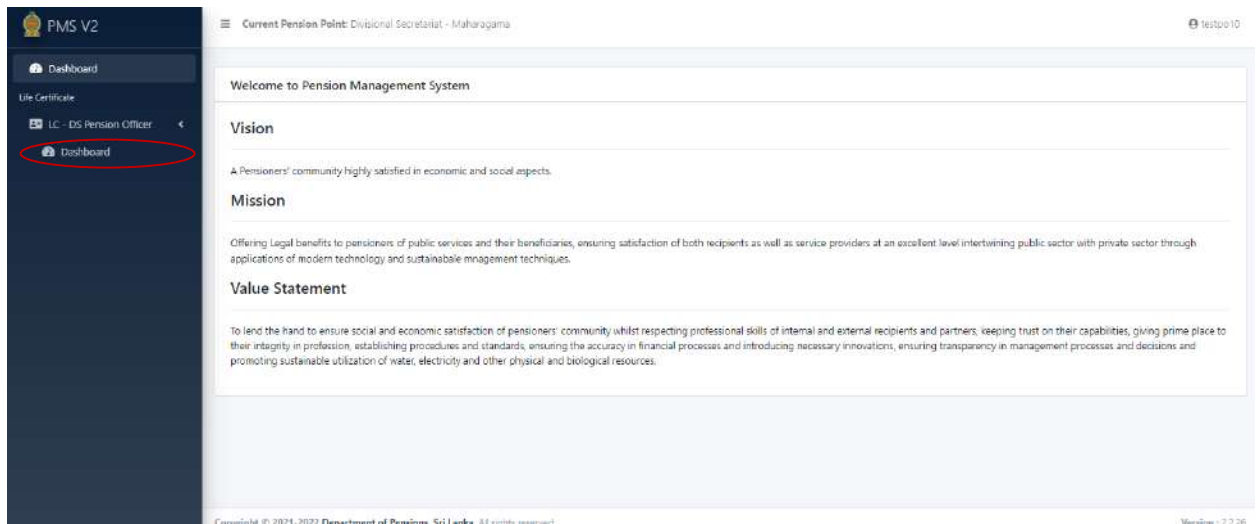 PMS V2
Current Pension Point: Divisional Secretariat - Maharagama
testpo10
Dashboard
Life Certificate
LC - DS Pension Officer
Dashboard
Welcome to Pension Management System
Vision
A Pensioners' community highly satisfied in economic and social aspects.
Mission
Offering Legal benefits to pensioners of public services and their beneficiaries, ensuring satisfaction of both recipients as well as service providers at an excellent level intertwining public sector with private sector through
applications of modern technology and sustainabale mnagement techniques.
Value Statement
To lend the hand to ensure social and economic satisfaction of pensioners' community whilst respecting professional skills of internal and external recipients and partners, keeping trust on their capabilities, giving prime place to
their integrity in profession, establishing procedures and standards, ensuring the accuracy in financial processes and introducing necessary innovations, ensuring transparency in management processes and decisions and
promoting sustainable utilization of water, electricity and other physical and biological resources.
Copyright © 2021-2022 Department of Pensions, Sri Lanka. All rights reserved.
Version : 2.2.26